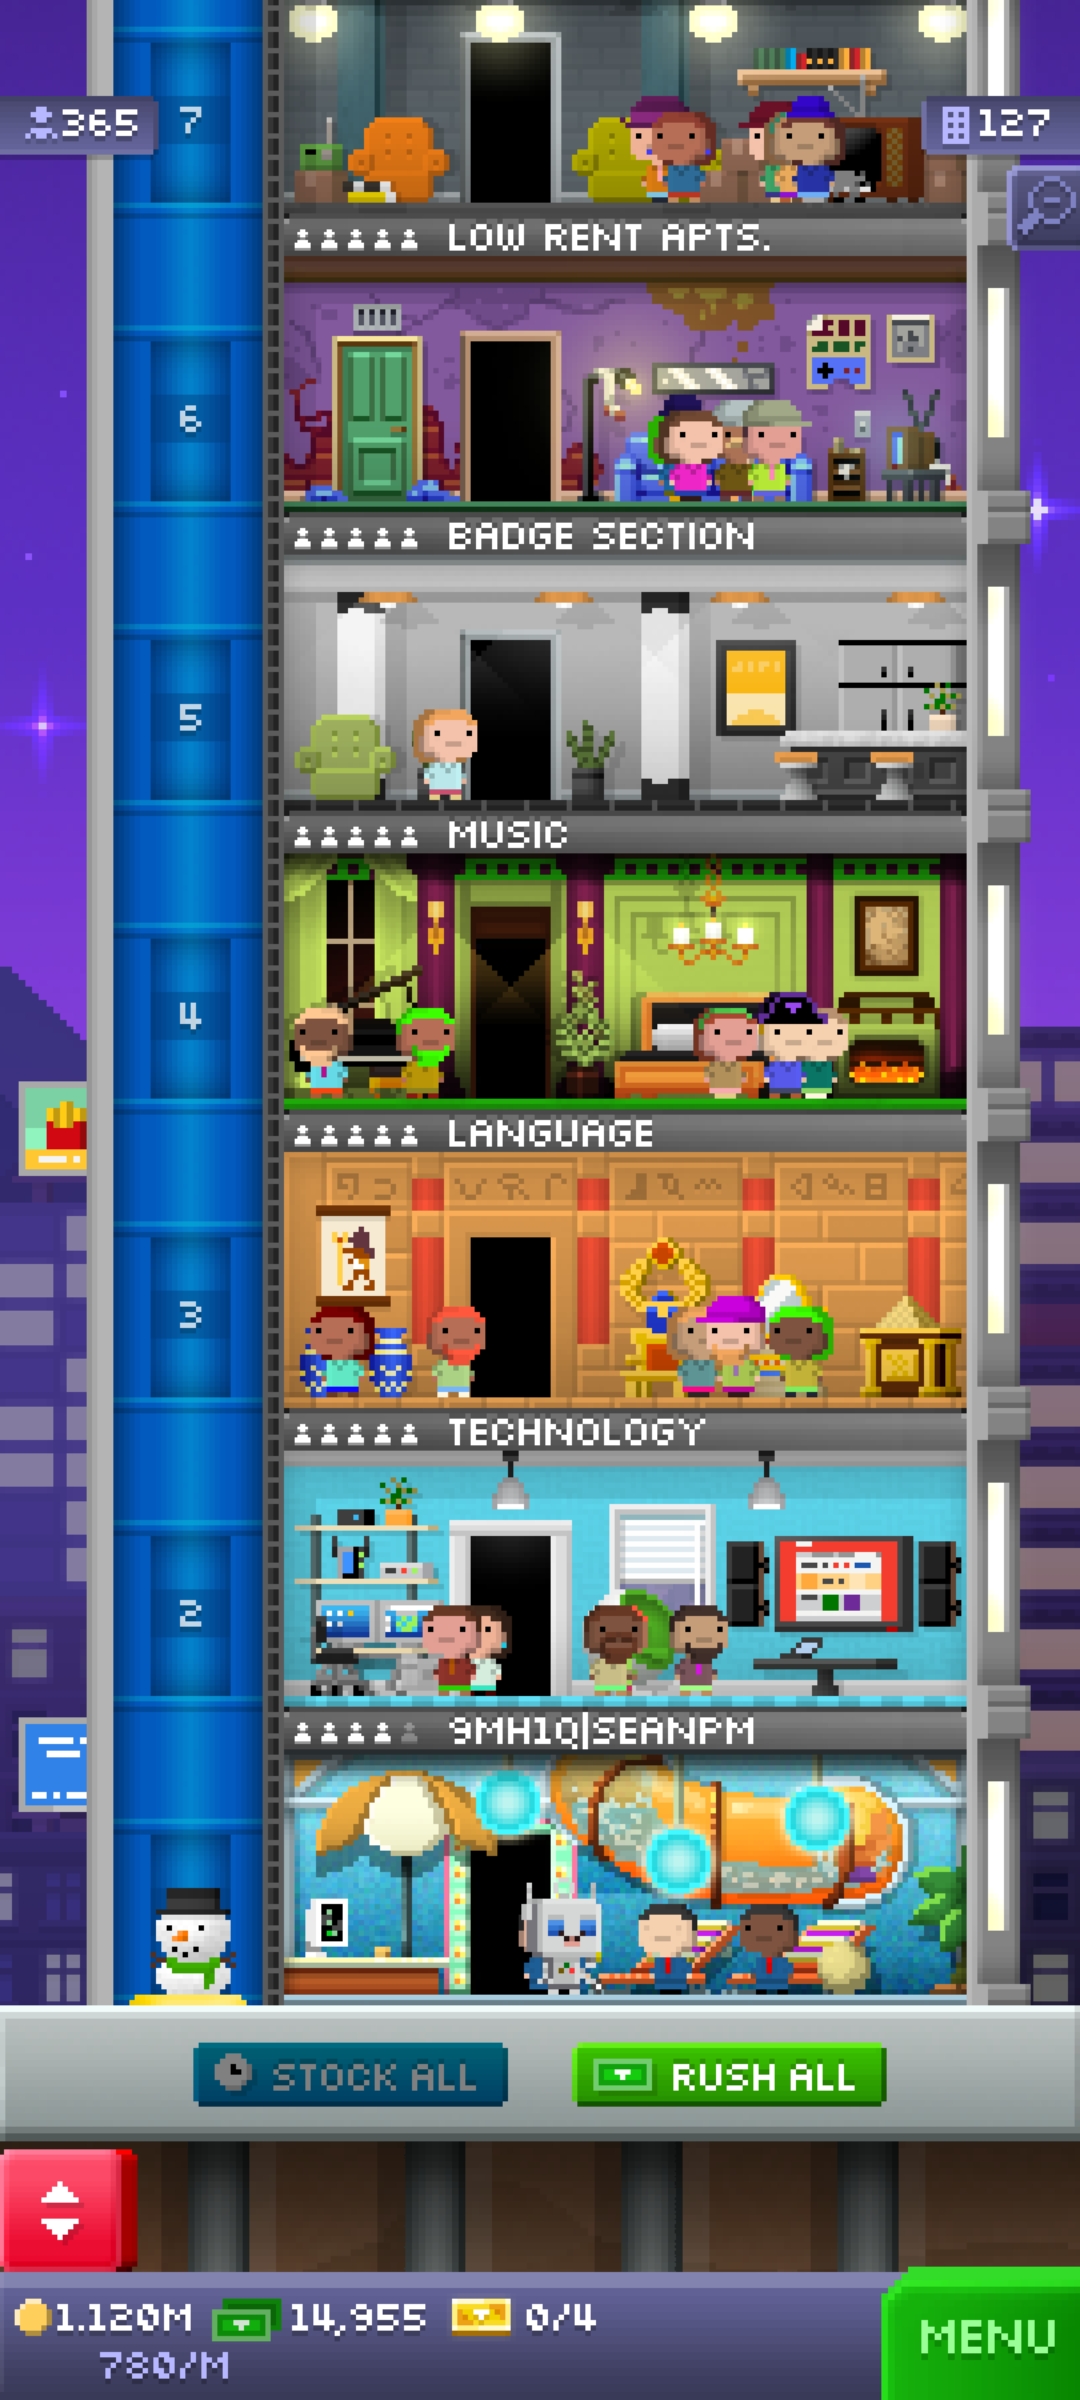 365
7
127
LOW RENT APTS.
6
BADGE SECTION
5
MUSIC
4
LANGUAGE
3
TECHNOLOGY
2
9MH1Q|SEANPM
STOCK ALL
RUSH ALL
1.120M
14,955
0/4
780/M
MENU